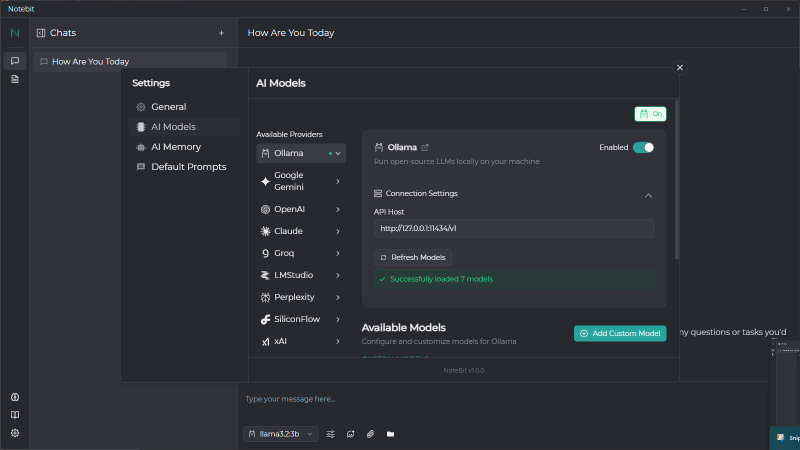 Notebit
Chats
How Are You Today
How Are You Today
Settings
General
AI Models
AI Memory
Default Prompts
AI Models
On
Available Providers
Ollama
Google
Gemini
OpenAI
Claude
Groq
LMStudio
Perplexity
SiliconFlow
xAI
Ollama
Enabled
Run open-source LLMs locally on your machine
Connection Settings
API Host
http://127.0.0.1:11434/v1
Refresh Models
Successfully loaded 7 models
Available Models
Configure and customize models for Ollama
Add Custom Model
NoteBit v1.0.0
ny questions or tasks you'd
Type your message here...
llama3.2:3b
Snip